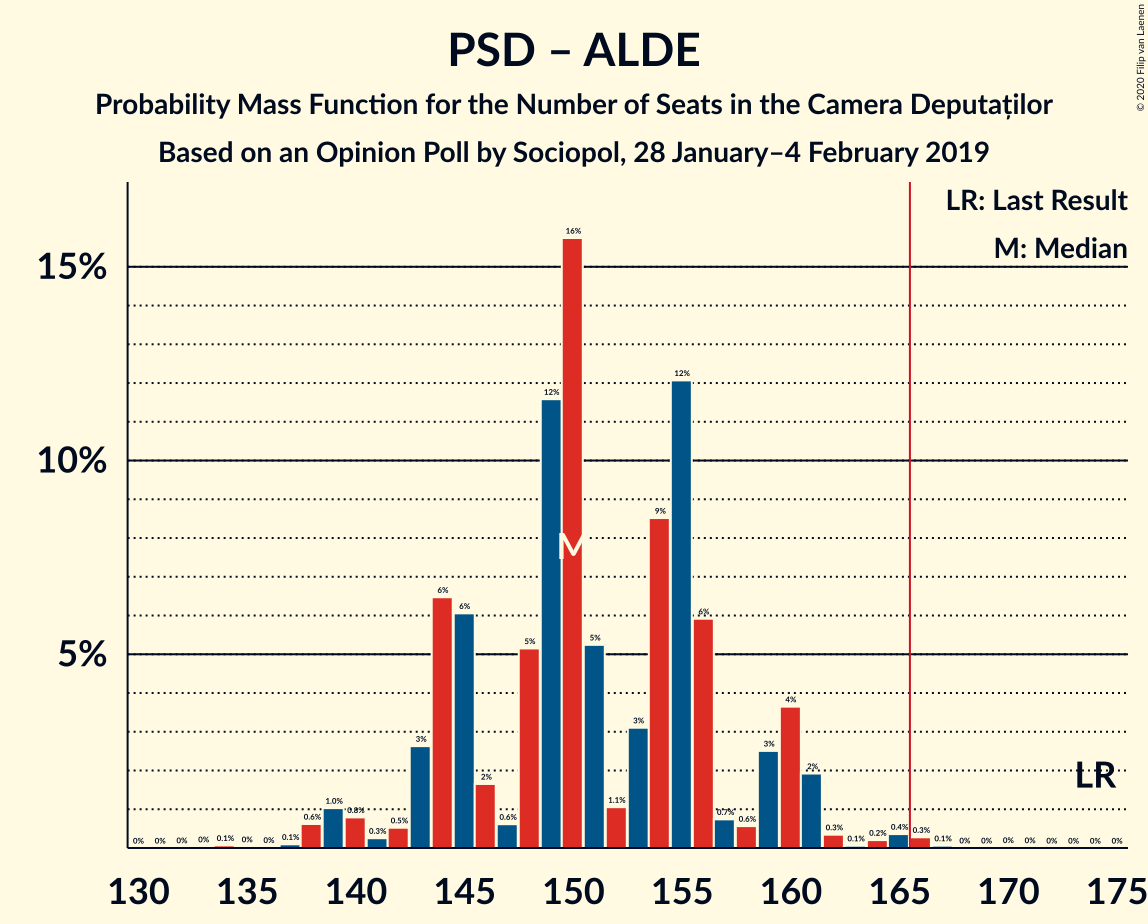 PSD – ALDE
Probability Mass Function for the Number of Seats in the Camera Deputaților
Based on an Opinion Poll by Sociopol, 28 January–4 February 2019
© 2020 Filip van Laenen
LR: Last Result
M: Median
15%
10%
5%
0% 0% 0% 0% 0.1% 0% 0% 0.1% 0.6% 1.0% 0.8% 0.3% 0.5% 3% 6% 6% 2% 0.6% 5% 12% 16% 5% 1.1% 3% 9% 12% 6% 0.7% 0.6% 3% 4% 2% 0.3% 0.1% 0.2% 0.4% 0.3% 0.1% 0% 0% 0% 0% 0% 0% 0% 0%
M
LR
130 135 140 145 150 155 160 165 170 175